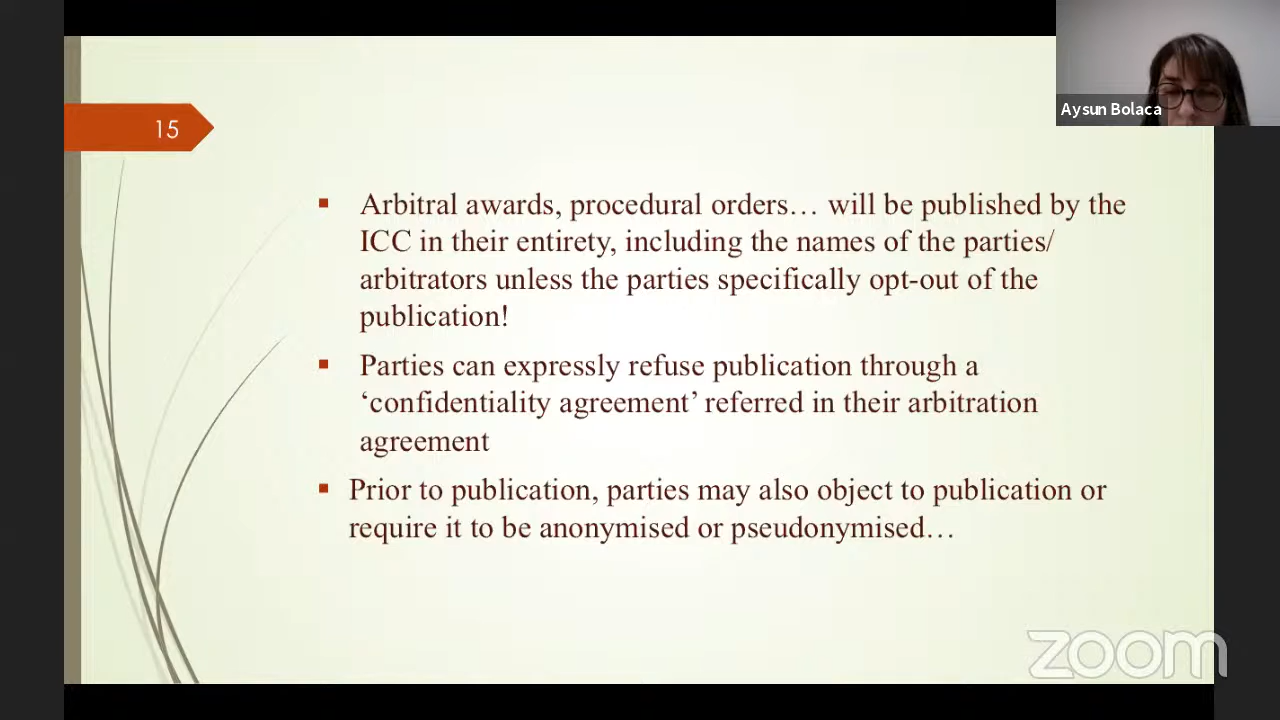 Aysun Bolaca
15
▪ Arbitral awards, procedural orders… will be published by the
ICC in their entirety, including the names of the parties/
arbitrators unless the parties specifically opt-out of the
publication!
▪ Parties can expressly refuse publication through a
‘confidentiality agreement’ referred in their arbitration
agreement
▪ Prior to publication, parties may also object to publication or
require it to be anonymised or pseudonymised…
zoom